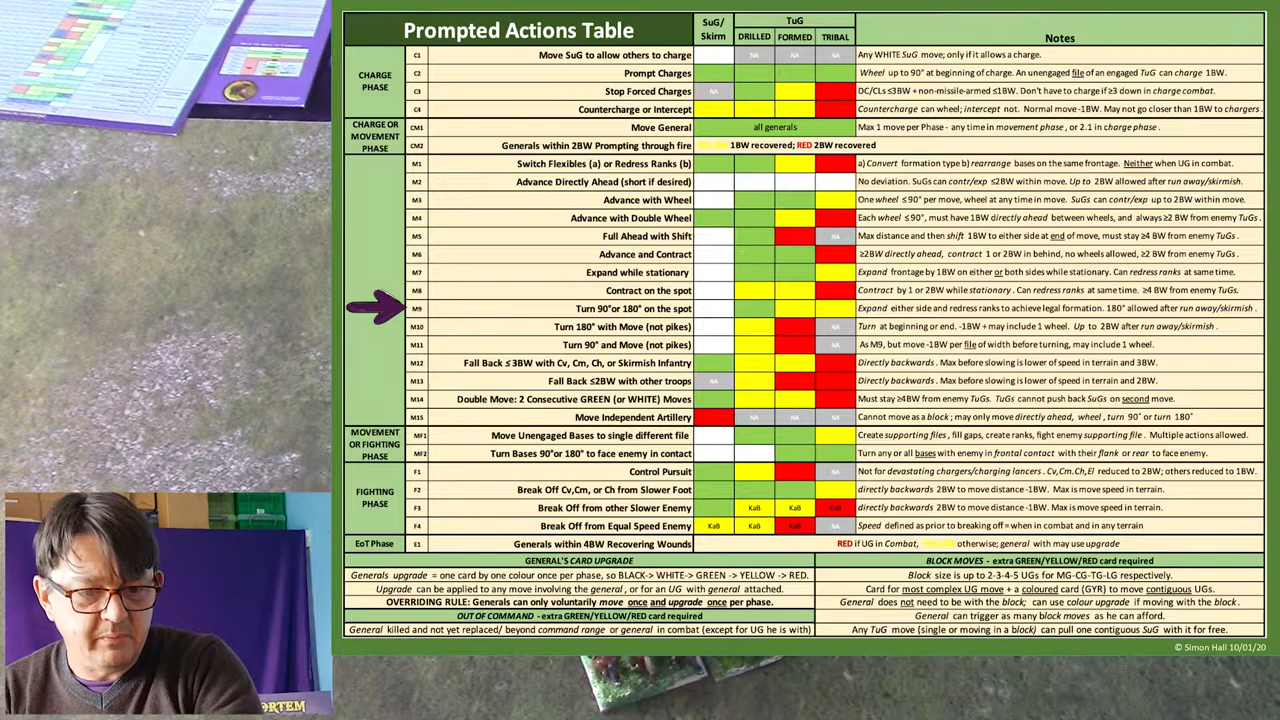 Prompted Actions Table
SuG/ Skirm
TuG
DRILLED FORMED TRIBAL
Notes
CHARGE PHASE
C1 Move SuG to allow others to charge NA NA NA Any WHITE SuG move; only if it allows a charge.
C2 Prompt Charges Wheel up to 90° at beginning of charge. An unengaged file of an engaged TuG can charge 1BW.
C3 Stop Forced Charges NA DC/CLs ≤3BW + non-missile-armed ≤1BW. Don't have to charge if ≥3 down in charge combat.
C4 Countercharge or Intercept Countercharge can wheel; intercept not. Normal move -1BW. May not go closer than 1BW to chargers.
CHARGE OR MOVEMENT PHASE
CM1 Move General all generals Max 1 move per Phase - any time in movement phase, or 2.1 in charge phase.
CM2 Generals within 2BW Prompting through fire YELLOW 1BW recovered; RED 2BW recovered
M1 Switch Flexibles (a) or Redress Ranks (b) a) Convert formation type b) rearrange bases on the same frontage. Neither when UG in combat.
M2 Advance Directly Ahead (short if desired) No deviation. SuGs can contr/exp ≤2BW within move. Up to 2BW allowed after run away/skirmish.
M3 Advance with Wheel One wheel ≤ 90° per move, wheel at any time in move. SuGs can contr/exp up to 2BW within move.
M4 Advance with Double Wheel Each wheel ≤ 90°, must have 1BW directly ahead between wheels, and always ≥2 BW from enemy TuGs.
M5 Full Ahead with Shift NA Max distance and then shift 1BW to either side at end of move, must stay ≥4 BW from enemy TuGs.
M6 Advance and Contract ≥2BW directly ahead, contract 1 or 2BW in behind, no wheels allowed, ≥2 BW from enemy TuGs.
M7 Expand while stationary Expand frontage by 1BW on either or both sides while stationary. Can redress ranks at same time.
M8 Contract on the spot Contract by 1 or 2BW while stationary. Can redress ranks at same time. ≥4 BW from enemy TuGs.
M9 Turn 90°or 180° on the spot Expand either side and redress ranks to achieve legal formation. 180° allowed after run away/skirmish.
M10 Turn 180° with Move (not pikes) NA Turn at beginning or end. -1BW + may include 1 wheel. Up to 2BW after run away/skirmish.
M11 Turn 90° and Move (not pikes) NA As M9, but move -1BW per file of width before turning, may include 1 wheel.
M12 Fall Back ≤ 3BW with Cv, Cm, Ch, or Skirmish Infantry Directly backwards. Max before slowing is lower of speed in terrain and 3BW.
M13 Fall Back ≤2BW with other troops NA Directly backwards. Max before slowing is lower of speed in terrain and 2BW.
M14 Double Move: 2 Consecutive GREEN (or WHITE) Moves Must stay ≥4BW from enemy TuGs. TuGs cannot push back SuGs on second move.
M15 Move Independent Artillery NA NA NA Cannot move as a block; may only move directly ahead, wheel, turn 90° or turn 180°
MOVEMENT OR FIGHTING PHASE
MF1 Move Unengaged Bases to single different file Create supporting files, fill gaps, create ranks, fight enemy supporting file. Multiple actions allowed.
MF2 Turn Bases 90°or 180° to face enemy in contact Turn any or all bases with enemy in frontal contact with their flank or rear to face enemy.
FIGHTING PHASE
F1 Control Pursuit NA Not for devastating chargers/charging lancers. Cv,Cm,Ch,El reduced to 2BW; others reduced to 1BW.
F2 Break Off Cv,Cm, or Ch from Slower Foot directly backwards 2BW to move distance -1BW. Max is move speed in terrain.
F3 Break Off from other Slower Enemy KaB KaB KaB directly backwards 2BW to move distance -1BW. Max is move speed in terrain.
F4 Break Off from Equal Speed Enemy KaB KaB KaB NA Speed defined as prior to breaking off = when in combat and in any terrain
EoT Phase E1 Generals within 4BW Recovering Wounds RED if UG in Combat, YELLOW otherwise; general with may use upgrade
GENERAL'S CARD UPGRADE
Generals upgrade = one card by one colour once per phase, so BLACK-> WHITE-> GREEN -> YELLOW -> RED.
Upgrade can be applied to any move involving the general, or for an UG with general attached.
OVERRIDING RULE: Generals can only voluntarily move once and upgrade once per phase.
OUT OF COMMAND - extra GREEN/YELLOW/RED card required
General killed and not yet replaced/ beyond command range or general in combat (except for UG he is with)
BLOCK MOVES - extra GREEN/YELLOW/RED card required
Block size is up to 2-3-4-5 UGs for MG-CG-TG-LG respectively.
Card for most complex UG move + a coloured card (GYR) to move contiguous UGs.
General does not need to be with the block; can use colour upgrade if moving with the block.
General can trigger as many block moves as he can afford.
Any TuG move (single or moving in a block) can pull one contiguous SuG with it for free.
© Simon Hall 10/01/20
ORTEM